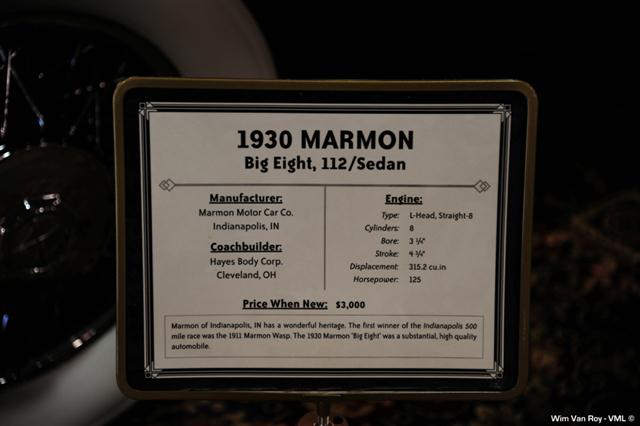 1930 MARMON
Big Eight, 112/Sedan
Manufacturer:
Marmon Motor Car Co.
Indianapolis, IN
Coachbuilder:
Hayes Body Corp.
Cleveland, OH
Engine:
Type: L-Head, Straight-8
Cylinders: 8
Bore: 3 ¼"
Stroke: 4 ¾"
Displacement: 315.2 cu.in
Horsepower: 125
Price When New: $3,000
Marmon of Indianapolis, IN has a wonderful heritage. The first winner of the Indianapolis 500
mile race was the 1911 Marmon Wasp. The 1930 Marmon 'Big Eight' was a substantial, high quality
automobile.
Wim Van Roy - VML ©